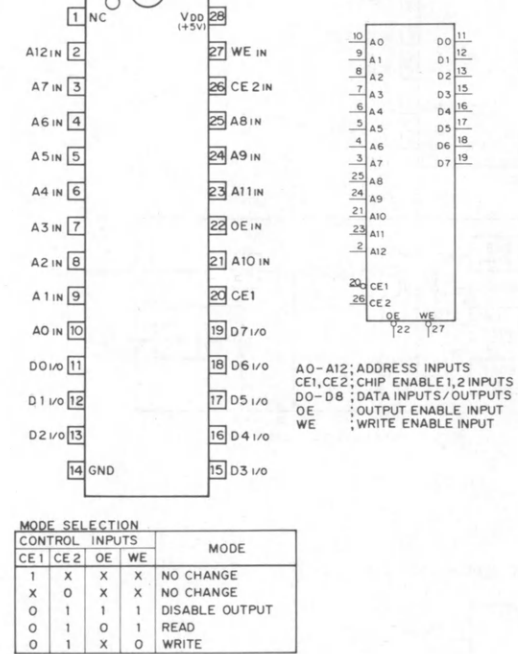 1 NC VDD 28
(+5V)
A12 IN 2 27 WE IN
A7 IN 3 26 CE 2 IN
A6 IN 4 25 A8 IN
A5 IN 5 24 A9 IN
A4 IN 6 23 A11 IN
A3 IN 7 22 OE IN
A2 IN 8 21 A10 IN
A1 IN 9 20 CE1
A0 IN 10 19 D7 I/O
D0 I/O 11 18 D6 I/O
D1 I/O 12 17 D5 I/O
D2 I/O 13 16 D4 I/O
14 GND 15 D3 I/O
10 A0 D0 11
9 A1 D1 12
8 A2 D2 13
7 A3 D3 15
6 A4 D4 16
5 A5 D5 17
4 A6 D6 18
3 A7 D7 19
25 A8
24 A9
21 A10
23 A11
2 A12
20 CE1
26 CE2
OE WE
22 27
A0-A12; ADDRESS INPUTS
CE1,CE2; CHIP ENABLE 1,2 INPUTS
D0-D8 ; DATA INPUTS/OUTPUTS
OE ; OUTPUT ENABLE INPUT
WE ; WRITE ENABLE INPUT
MODE SELECTION
CONTROL INPUTS MODE
CE1 CE2 OE WE
1 X X X NO CHANGE
X 0 X X NO CHANGE
0 1 1 1 DISABLE OUTPUT
0 1 0 1 READ
0 1 X 0 WRITE